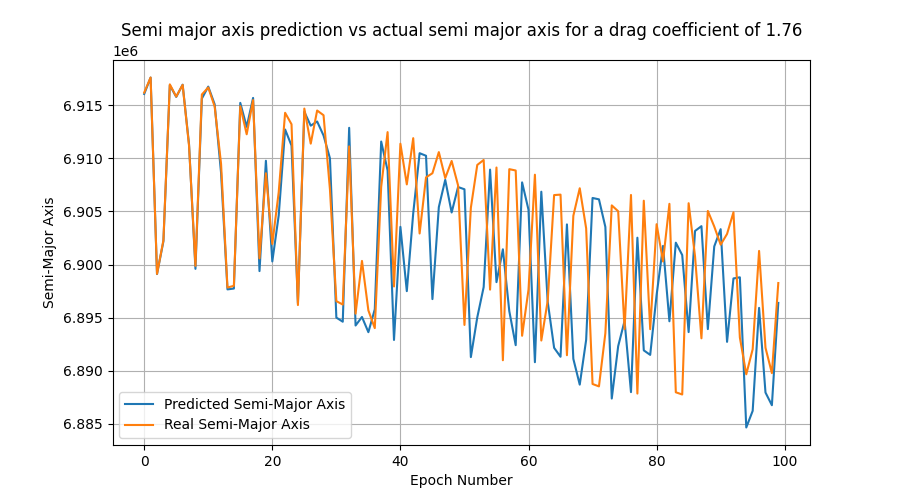 Semi major axis prediction vs actual semi major axis for a drag coefficient of 1.76
1e6
6.915
6.910
6.905
6.900
6.895
6.890
6.885
Semi-Major Axis
Predicted Semi-Major Axis
Real Semi-Major Axis
0 20 40 60 80 100
Epoch Number